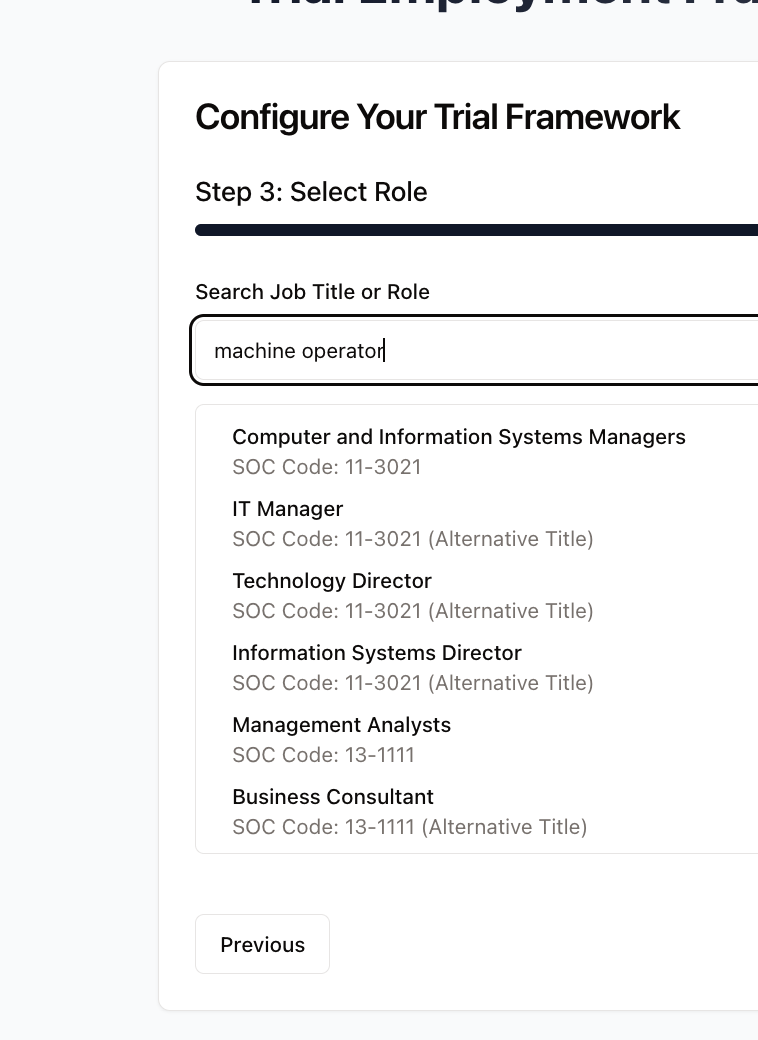 Trial Employment
Configure Your Trial Framework
Step 3: Select Role
Search Job Title or Role
machine operator
Computer and Information Systems Managers
SOC Code: 11-3021
IT Manager
SOC Code: 11-3021 (Alternative Title)
Technology Director
SOC Code: 11-3021 (Alternative Title)
Information Systems Director
SOC Code: 11-3021 (Alternative Title)
Management Analysts
SOC Code: 13-1111
Business Consultant
SOC Code: 13-1111 (Alternative Title)
Previous